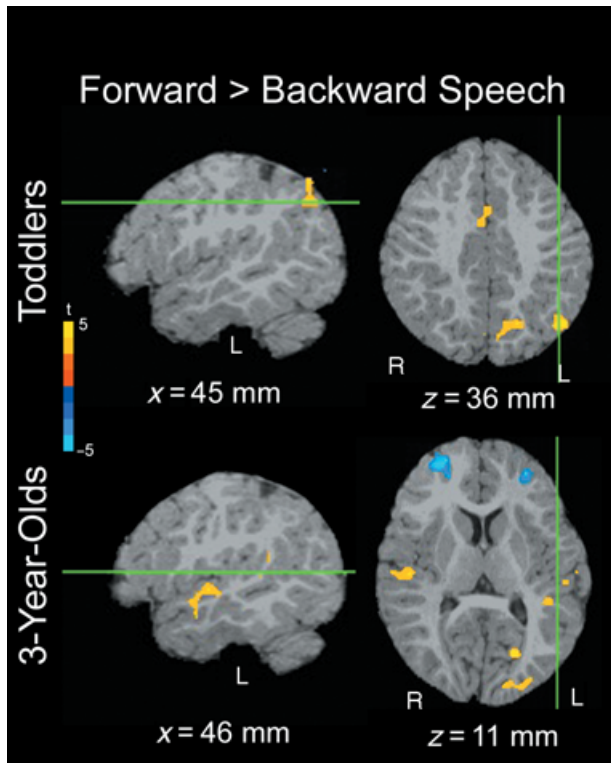 Forward > Backward Speech
Toddlers
t
5
−5
L
x = 45 mm
R
L
z = 36 mm
3-Year-Olds
L
x = 46 mm
R
L
z = 11 mm